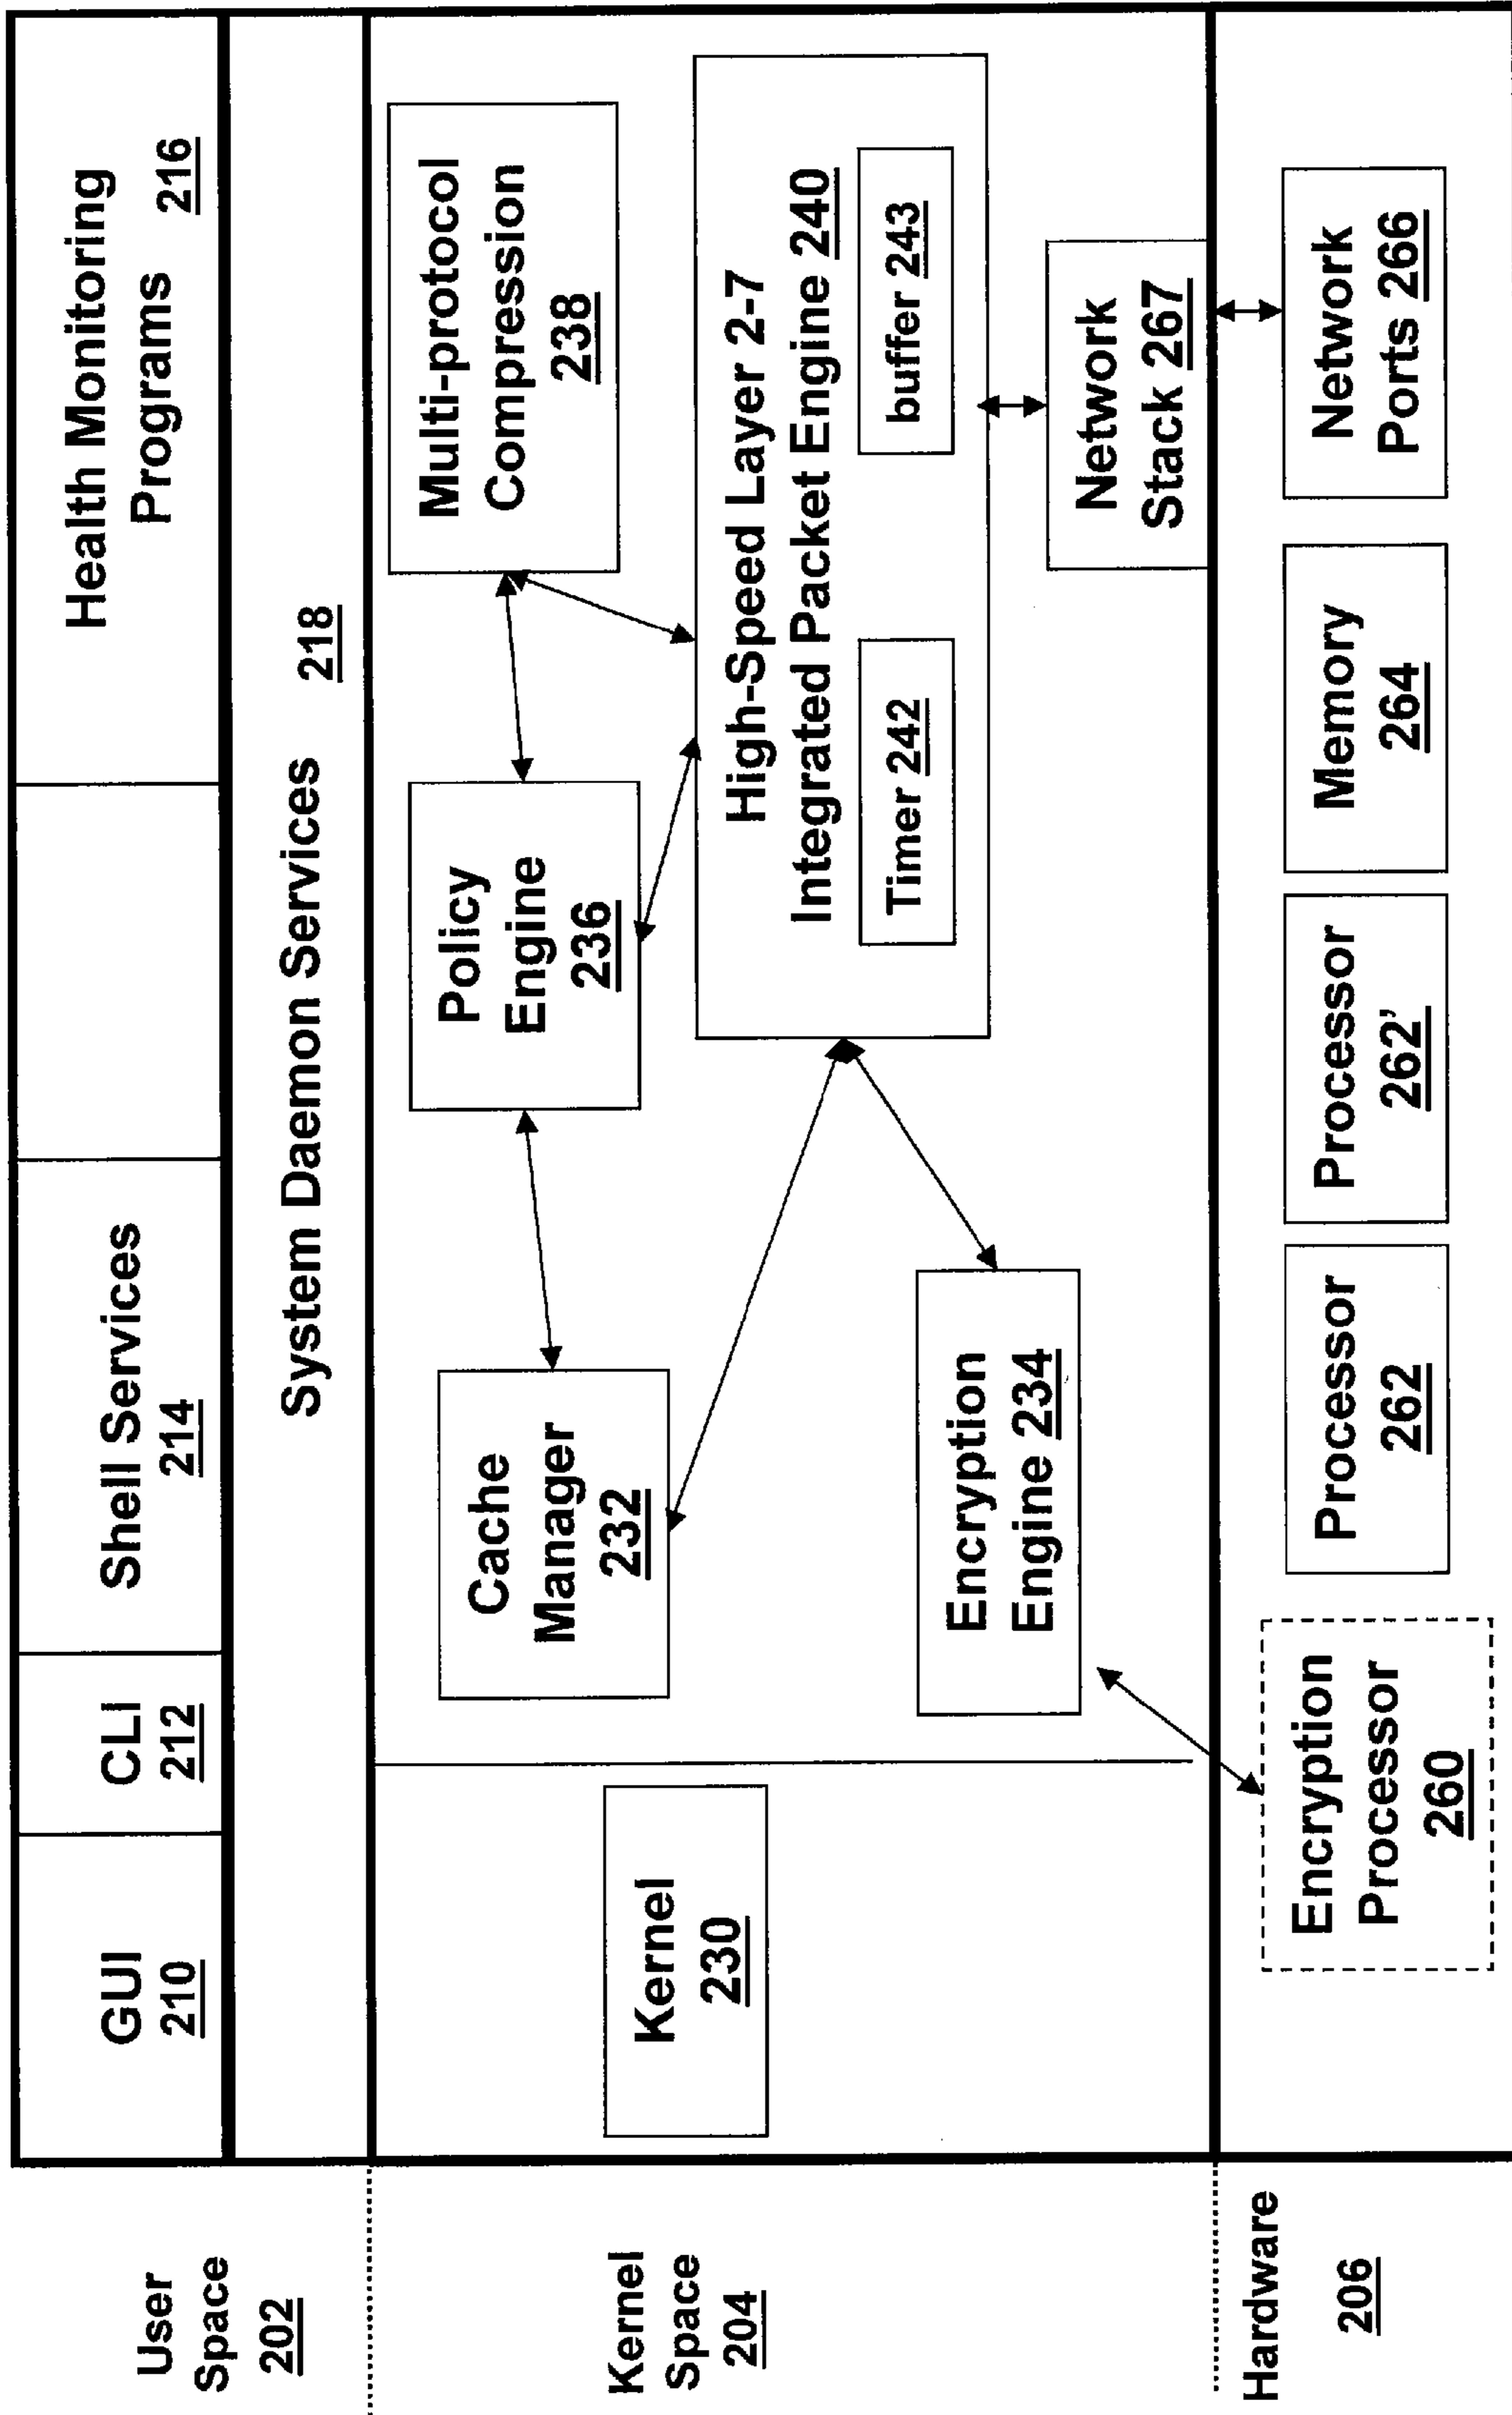 User
Space
202
GUI
210
CLI
212
Shell Services
214
Health Monitoring
Programs 216
System Daemon Services 218
Kernel
Space
204
Kernel
230
Cache
Manager
232
Policy
Engine
236
Multi-protocol
Compression
238
High-Speed Layer 2-7
Integrated Packet Engine 240
Timer 242
buffer 243
Encryption
Engine 234
Network
Stack 267
Hardware
206
Encryption
Processor
260
Processor
262
Processor
262’
Memory
264
Network
Ports 266